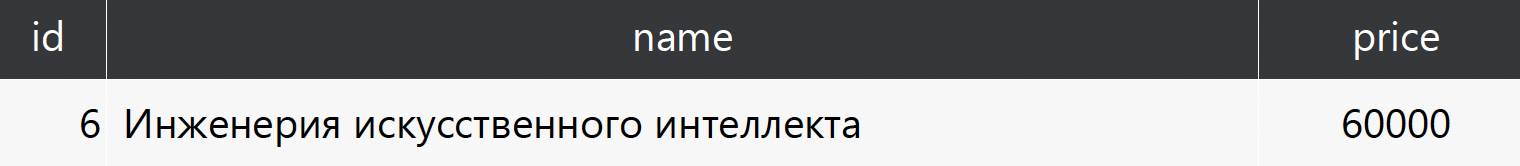 id name price
6 Инженерия искусственного интеллекта 60000